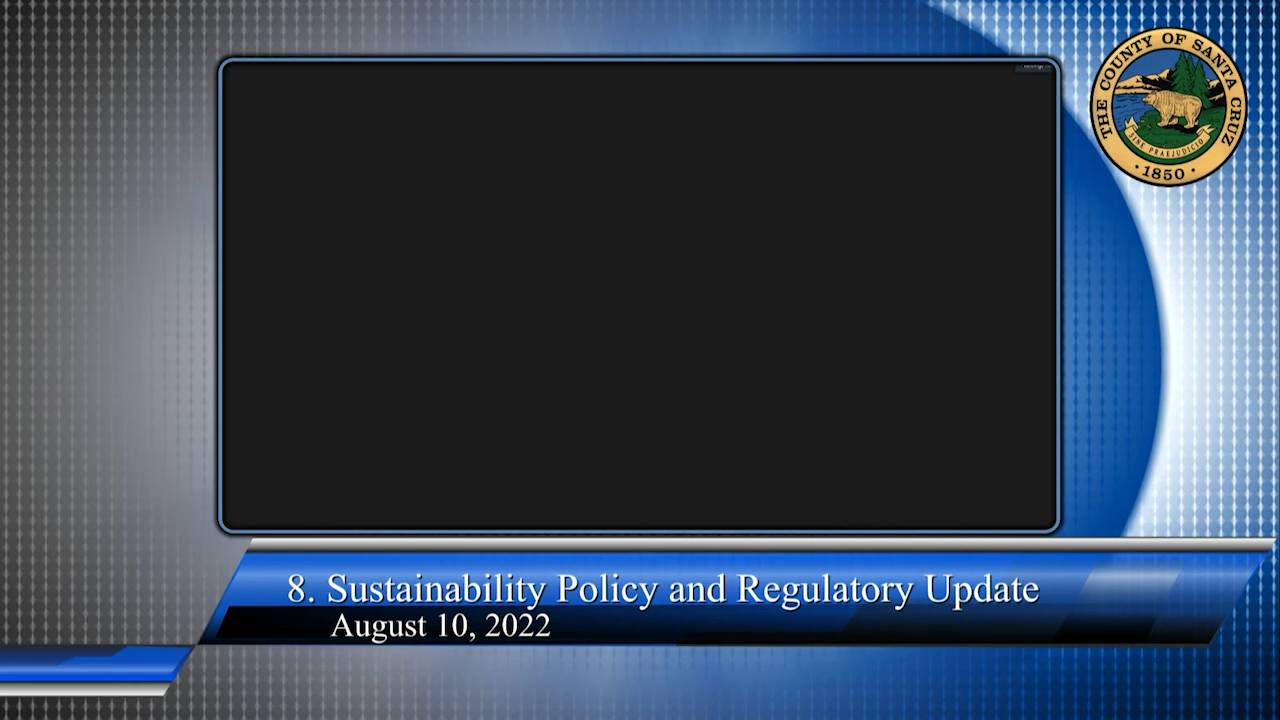 THE COUNTY OF SANTA CRUZ
SINE PRAEJUDICIO
• 1850 •
8. Sustainability Policy and Regulatory Update
August 10, 2022